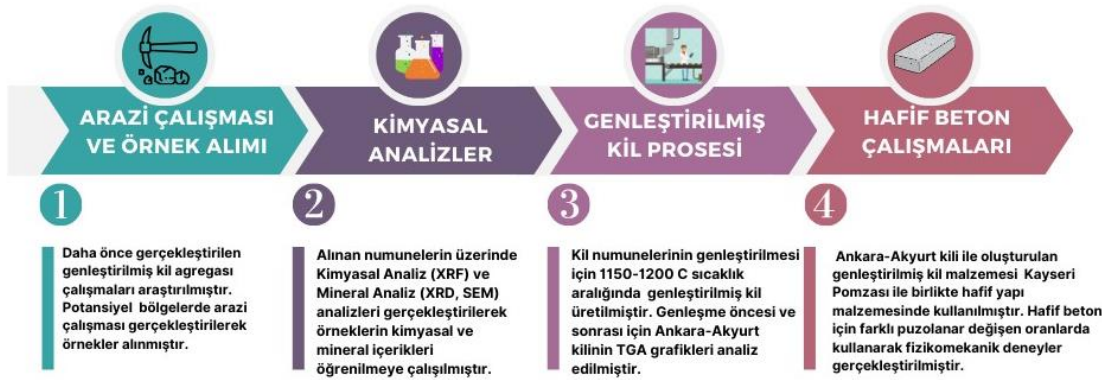 ARAZİ ÇALIŞMASI
VE ÖRNEK ALIMI
KİMYASAL
ANALİZLER
GENLEŞTİRİLMİŞ
KİL PROSESİ
HAFİF BETON
ÇALIŞMALARI
1
Daha önce gerçekleştirilen
genleştirilmiş kil agregası
çalışmaları araştırılmıştır.
Potansiyel bölgelerde arazi
çalışması gerçekleştirilerek
örnekler alınmıştır.
2
Alınan numunelerin üzerinde
Kimyasal Analiz (XRF) ve
Mineral Analiz (XRD, SEM)
analizleri gerçekleştirilerek
örneklerin kimyasal ve
mineral içerikleri
öğrenilmeye çalışılmıştır.
3
Kil numunelerinin genleştirilmesi
için 1150-1200 C sıcaklık
aralığında genleştirilmiş kil
üretilmiştir. Genleşme öncesi ve
sonrası için Ankara-Akyurt
kilinin TGA grafikleri analiz
edilmiştir.
4
Ankara-Akyurt kili ile oluşturulan
genleştirilmiş kil malzemesi Kayseri
Pomzası ile birlikte hafif yapı
malzemesinde kullanılmıştır. Hafif beton
için farklı puzolanar değişen oranlarda
kullanarak fizikomekanik deneyler
gerçekleştirilmiştir.